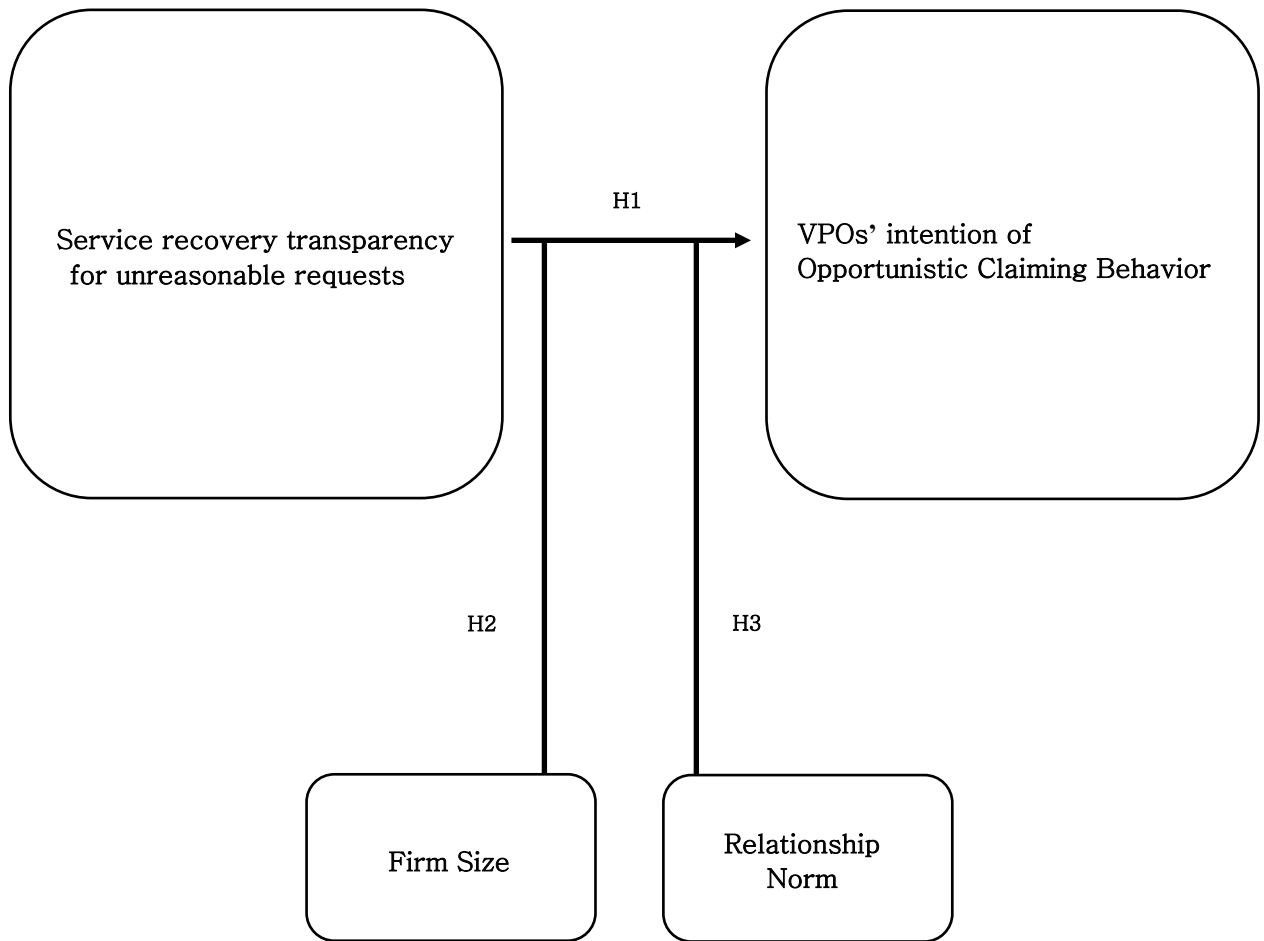 H1
Service recovery transparency
for unreasonable requests
VPOs’ intention of
Opportunistic Claiming Behavior
H2
H3
Firm Size
Relationship
Norm